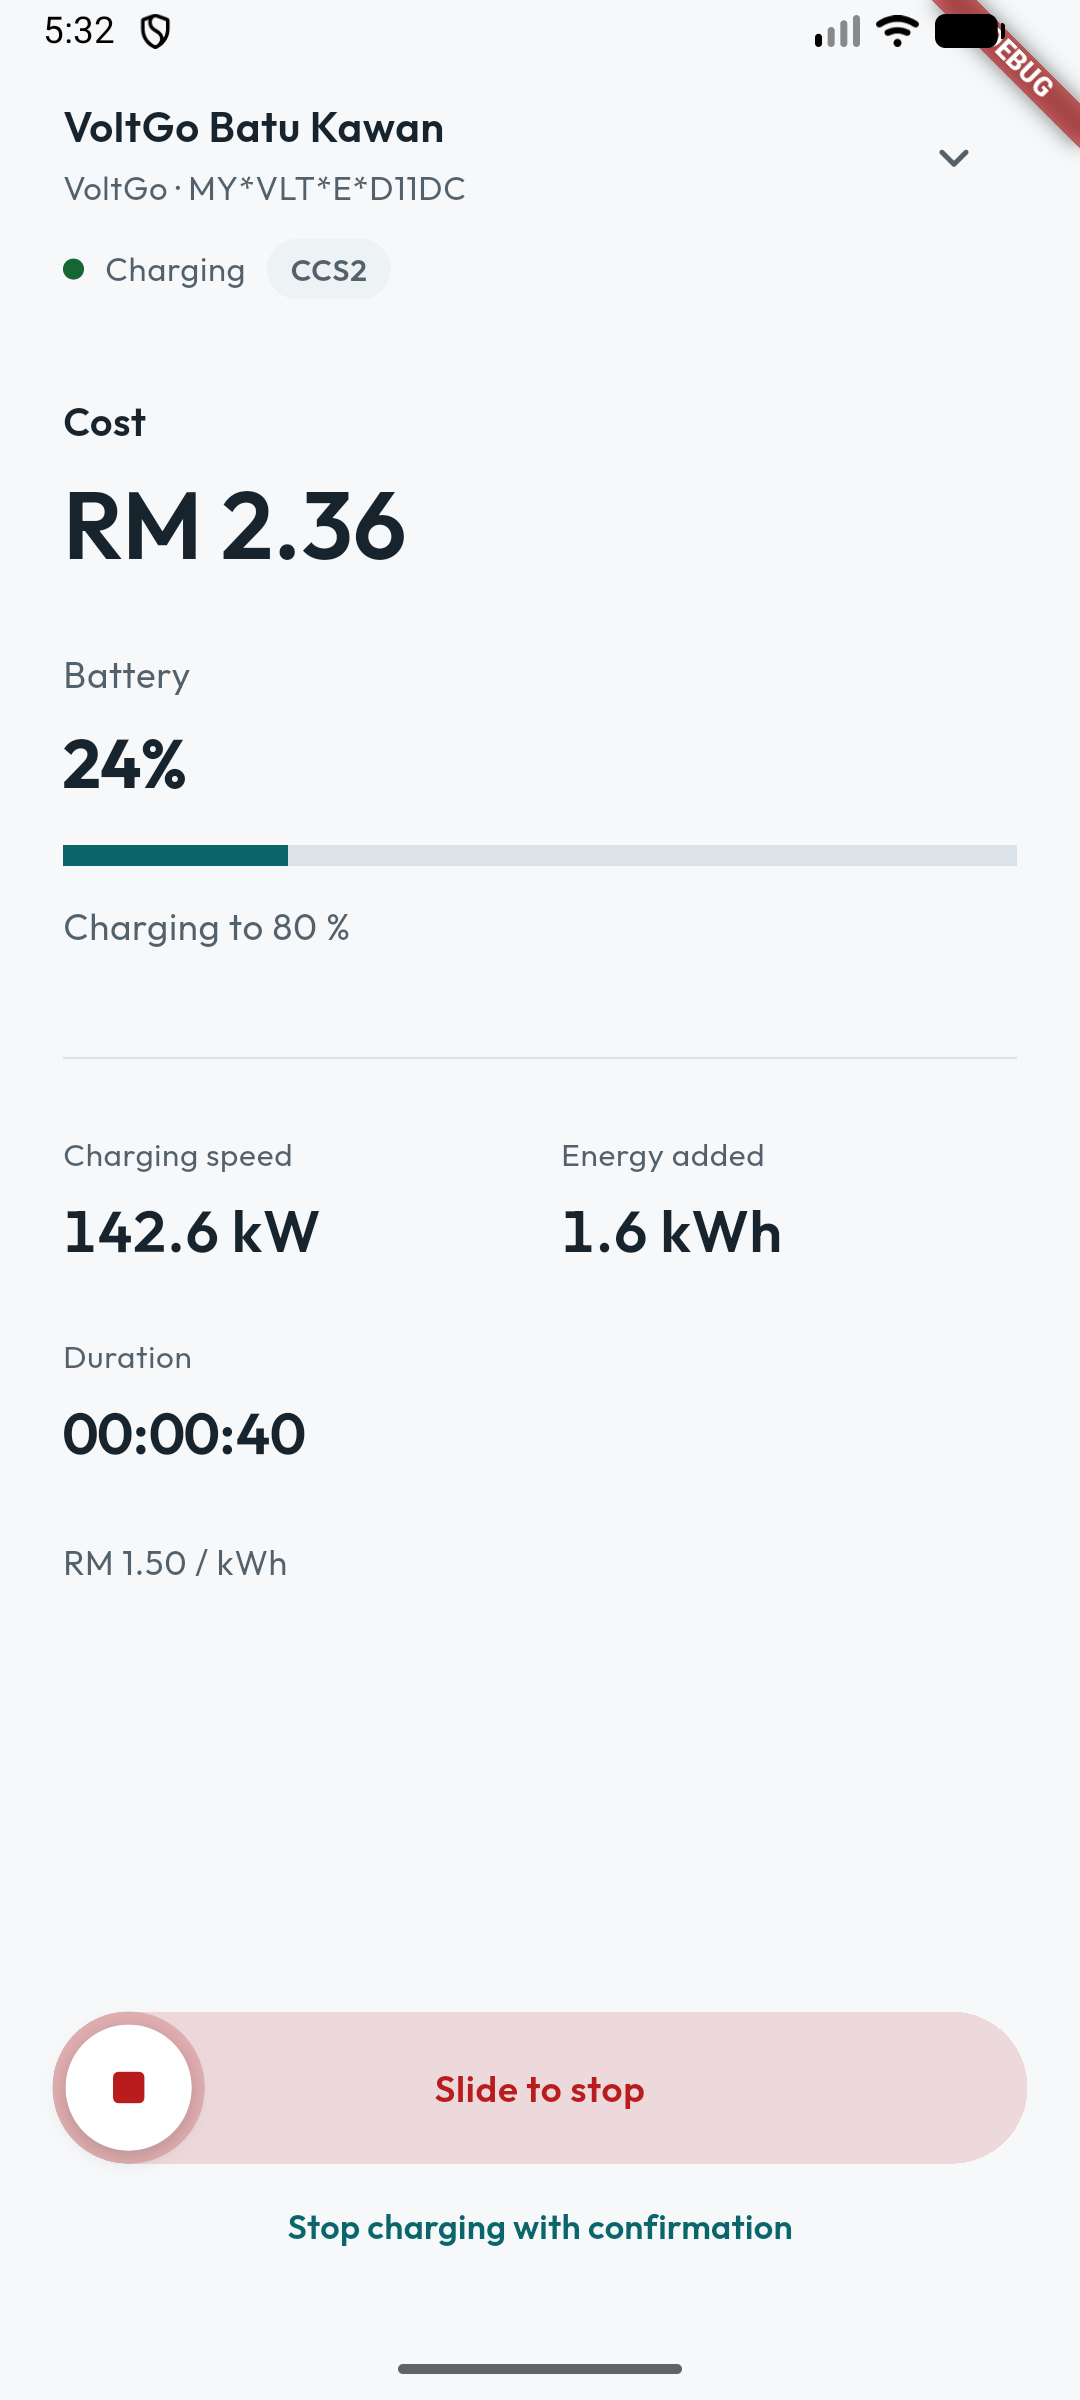 5:32
EBUG
VoltGo Batu Kawan
VoltGo · MY*VLT*E*D11DC
Charging
CCS2
Cost
RM 2.36
Battery
24%
Charging to 80 %
Charging speed
Energy added
142.6 kW
1.6 kWh
Duration
00:00:40
RM 1.50 / kWh
Slide to stop
Stop charging with confirmation